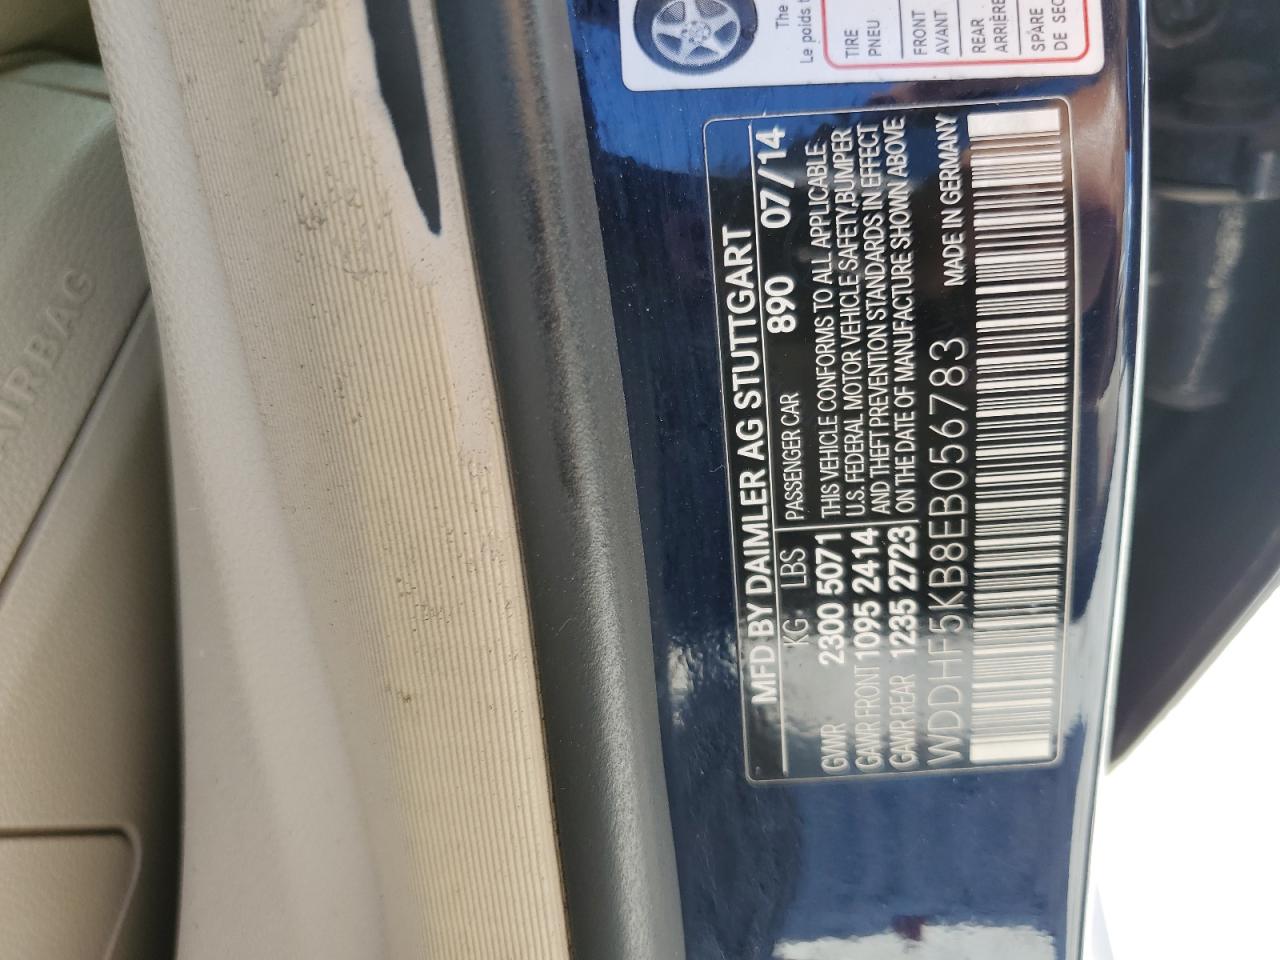 MFD BY DAIMLER AG STUTTGART
KG LBS PASSENGER CAR 890 07/14
GVWR 2300 5071 THIS VEHICLE CONFORMS TO ALL APPLICABLE
GAWR FRONT 1095 2414 U.S. FEDERAL MOTOR VEHICLE SAFETY,BUMPER
GAWR REAR 1235 2723 AND THEFT PREVENTION STANDARDS IN EFFECT
ON THE DATE OF MANUFACTURE SHOWN ABOVE
WDDHF5KB8EB056783 MADE IN GERMANY
The
Le poids
TIRE
PNEU
FRONT
AVANT
REAR
ARRIÈRE
SPARE
DE
AIRBAG